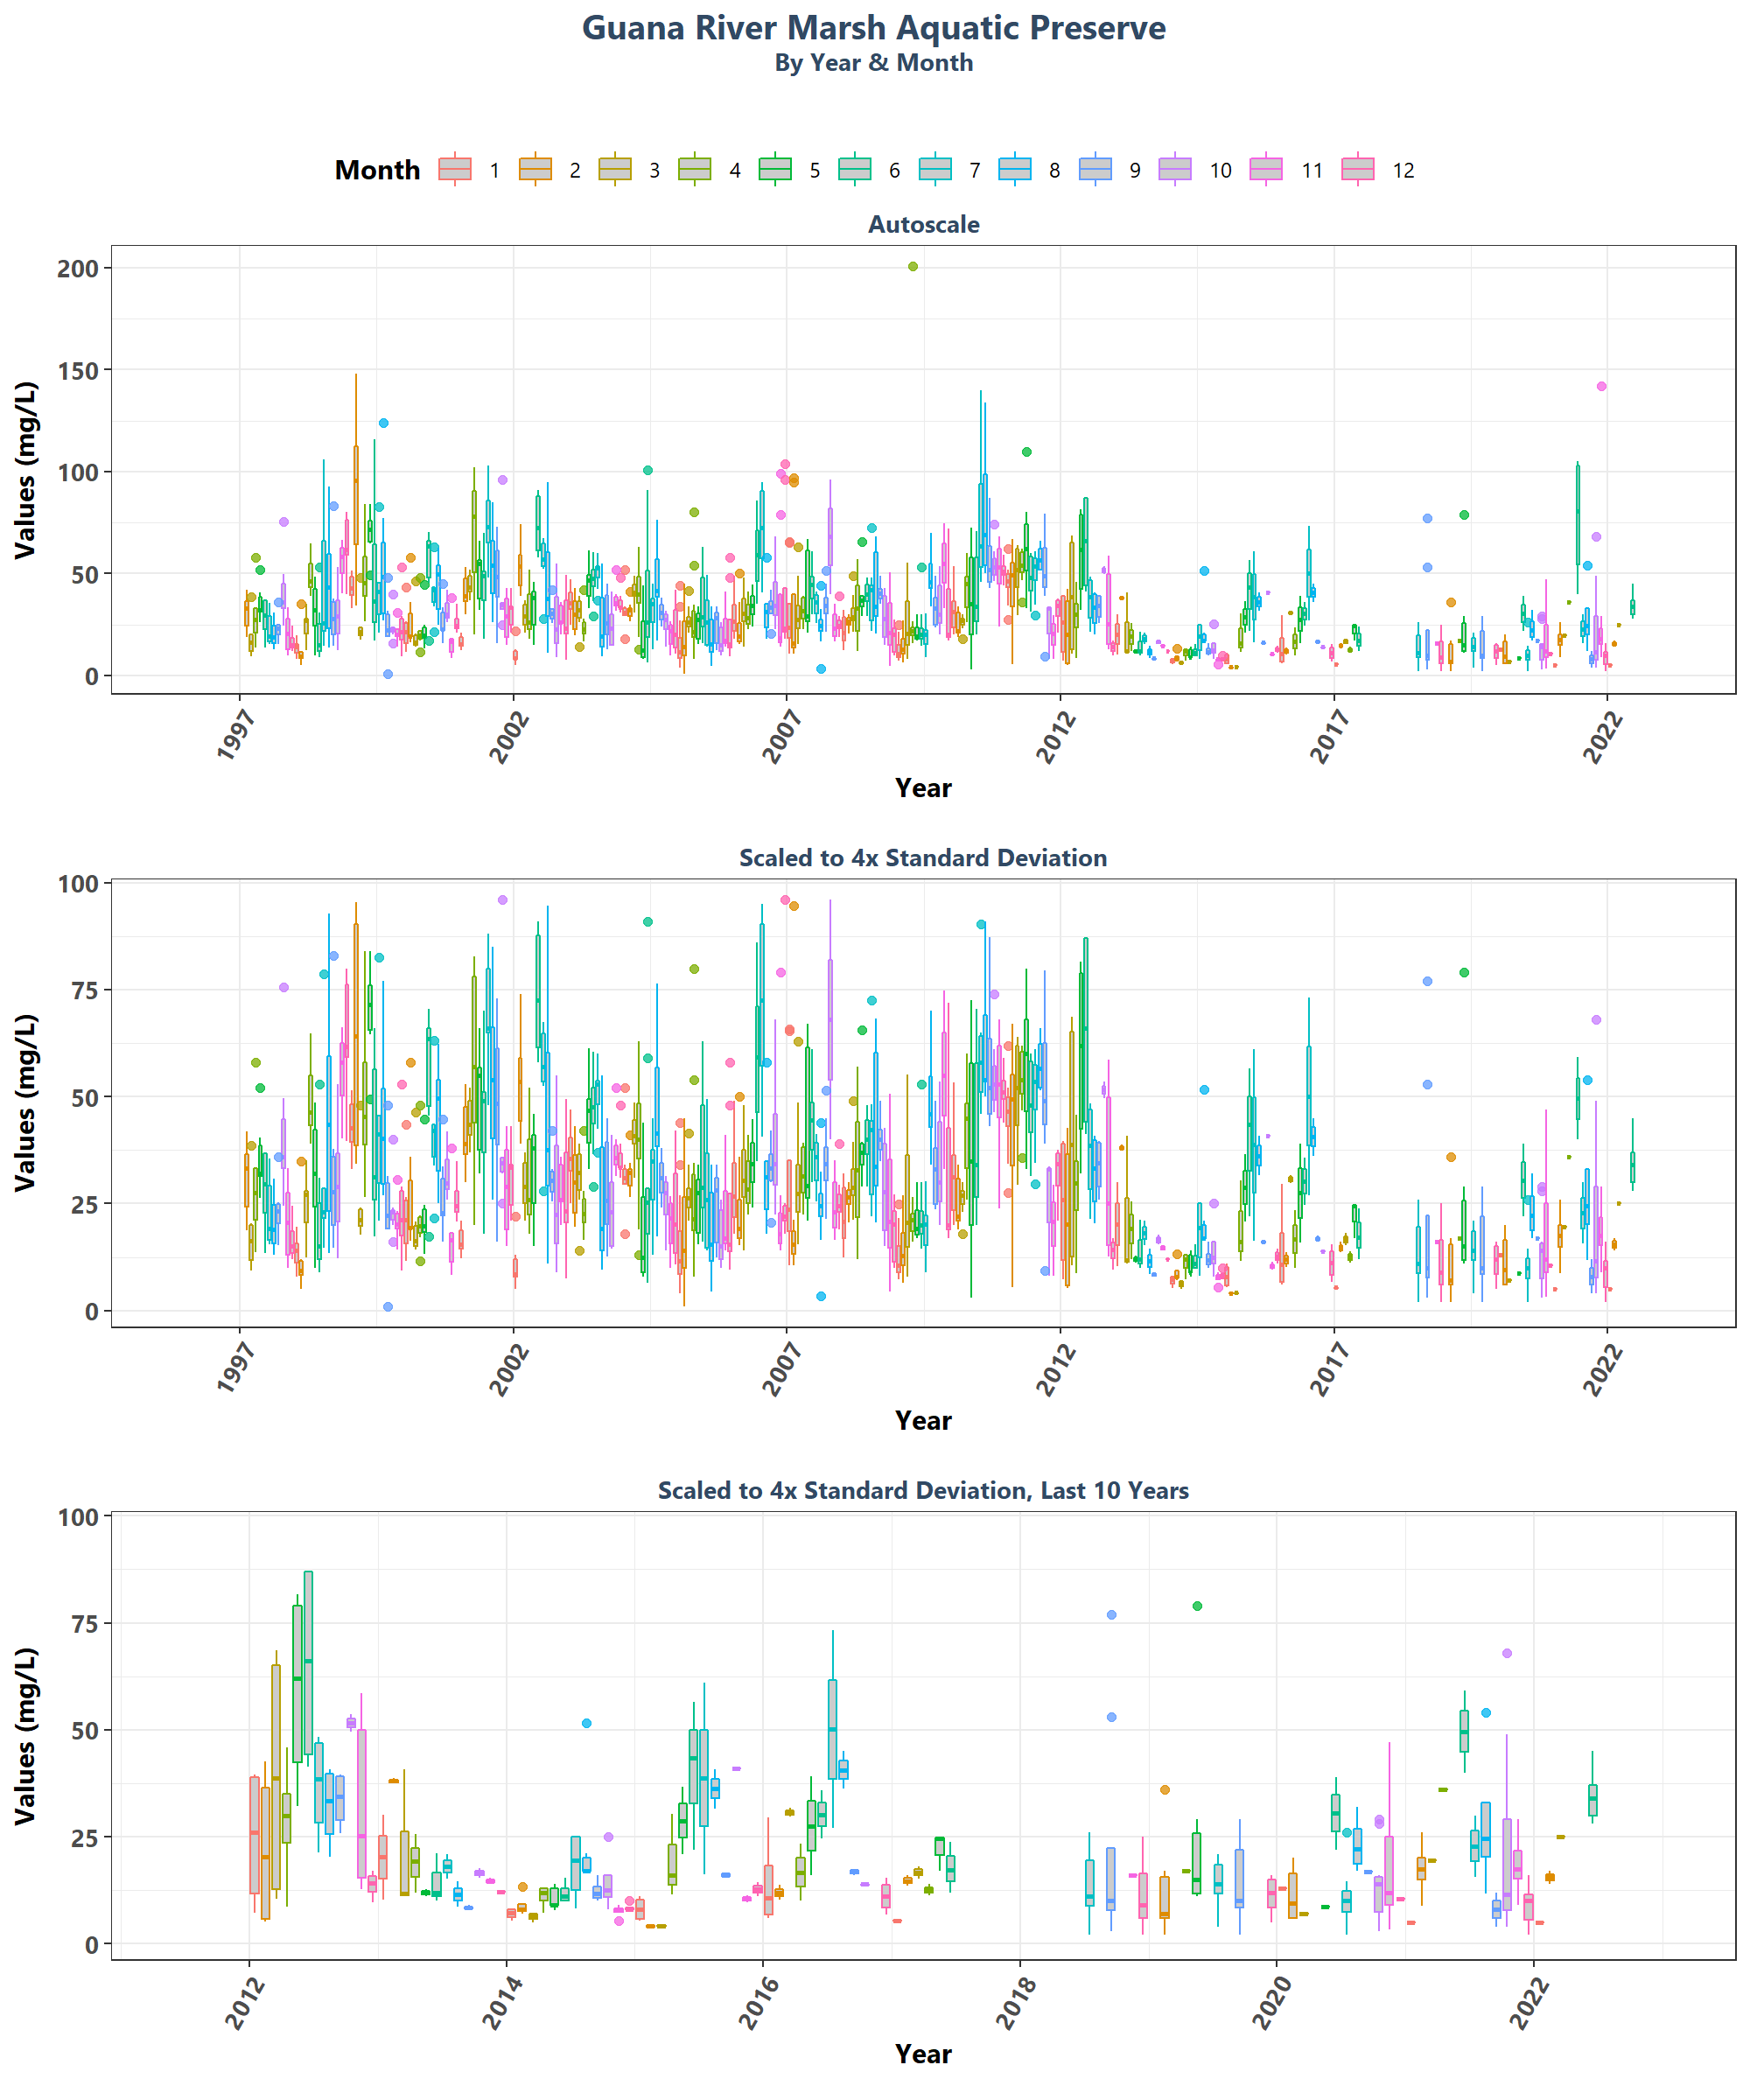 Guana River Marsh Aquatic Preserve
By Year & Month
Month 1 2 3 4 5 6 7 8 9 10 11 12
Autoscale
Values (mg/L)
200
150
100
50
0
1997 2002 2007 2012 2017 2022
Year
Scaled to 4x Standard Deviation
Values (mg/L)
100
75
50
25
0
1997 2002 2007 2012 2017 2022
Year
Scaled to 4x Standard Deviation, Last 10 Years
Values (mg/L)
100
75
50
25
0
2012 2014 2016 2018 2020 2022
Year